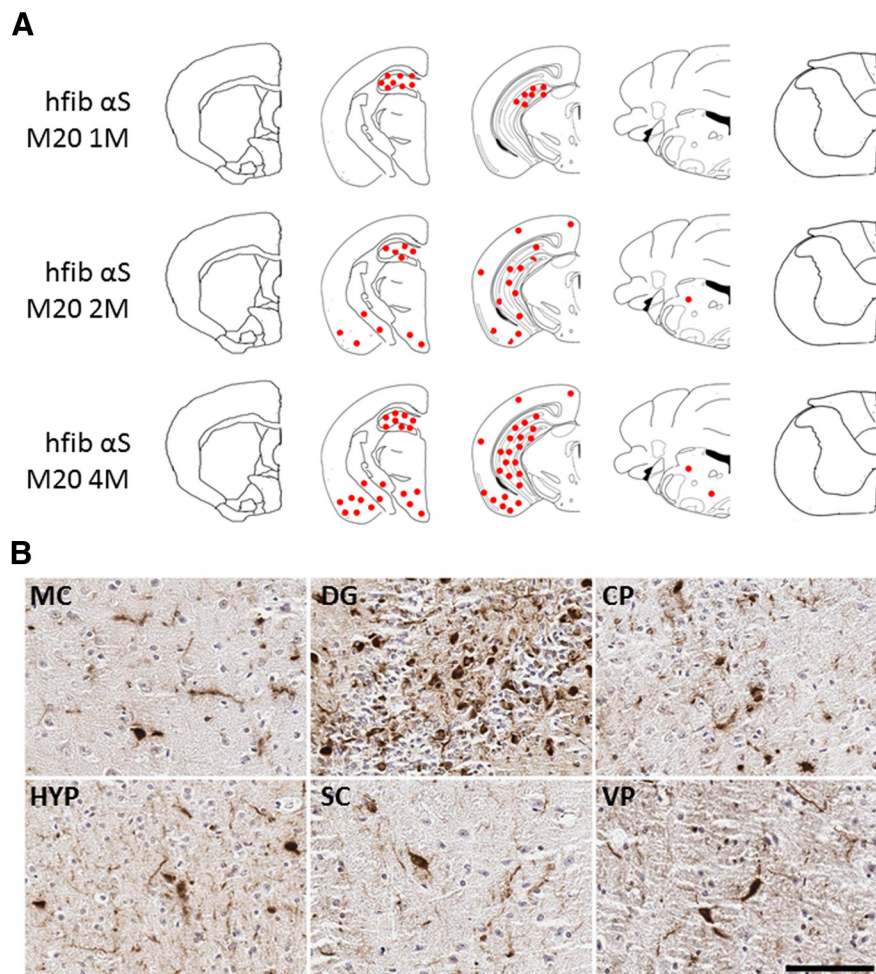 A
hfib αS
M20 1M
hfib αS
M20 2M
hfib αS
M20 4M
B
MC
DG
CP
HYP
SC
VP